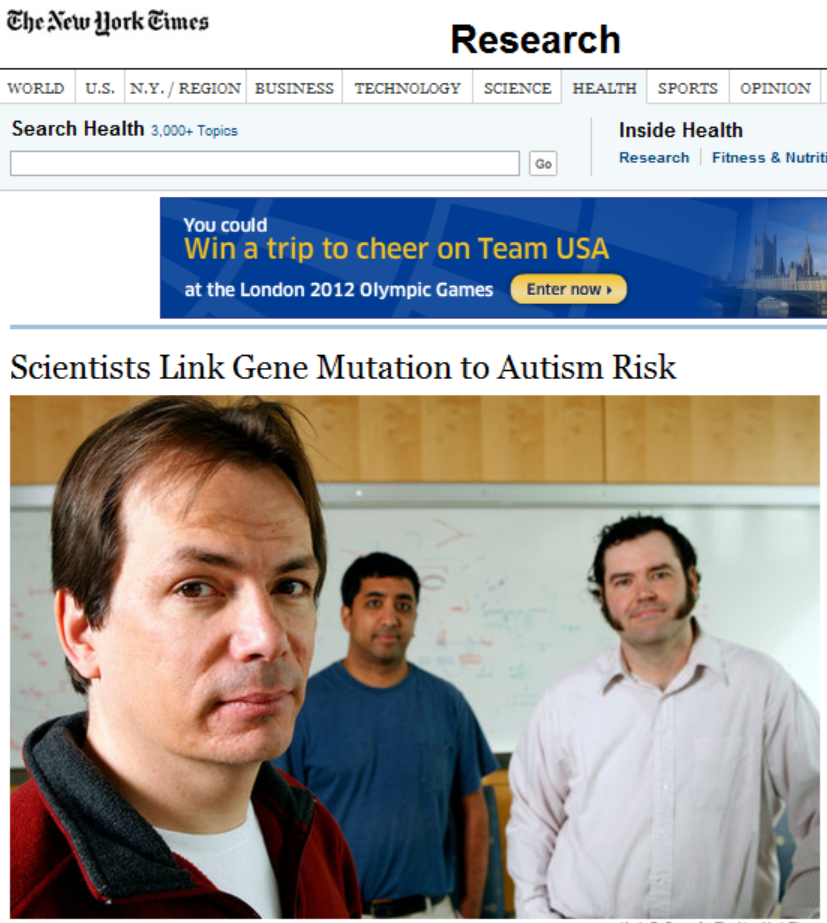 The New York Times
Research
WORLD U.S. N.Y. / REGION BUSINESS TECHNOLOGY SCIENCE HEALTH SPORTS OPINION
Search Health 3,000+ Topics
Go
Inside Health
Research Fitness & Nutriti
You could
Win a trip to cheer on Team USA
at the London 2012 Olympic Games Enter now
Scientists Link Gene Mutation to Autism Risk